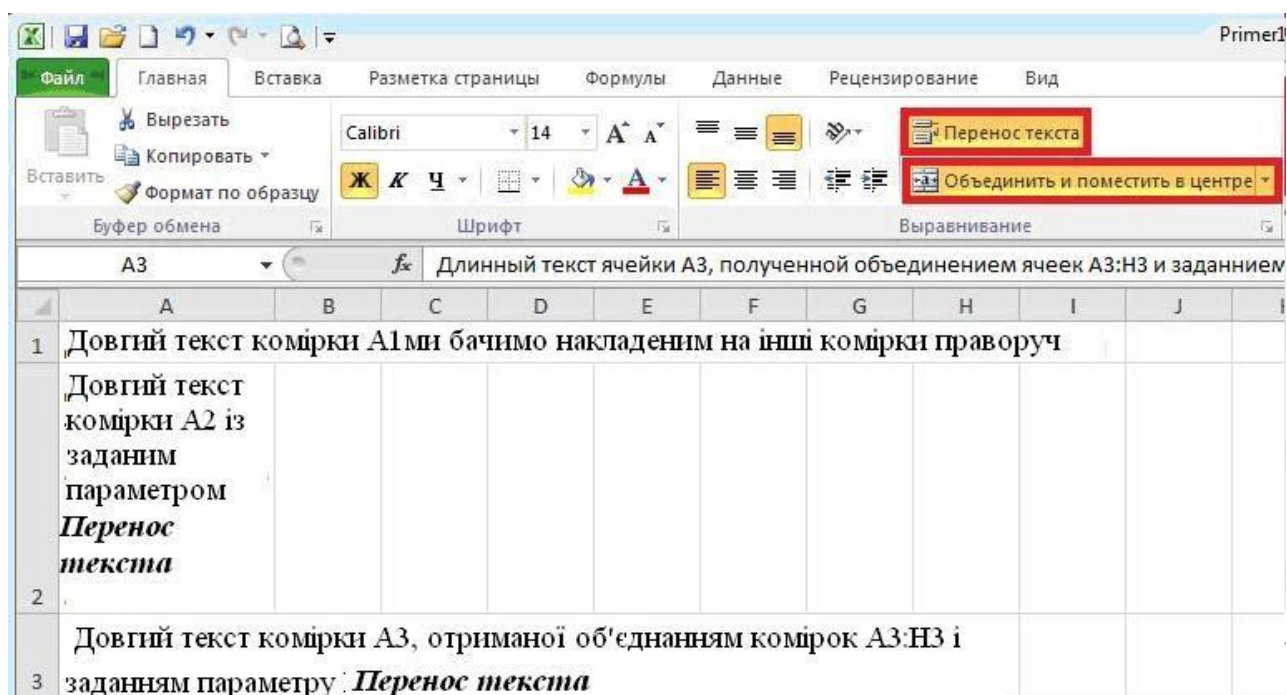 Primer1
Файл Главная Вставка Разметка страницы Формулы Данные Рецензирование Вид
Вставить
Вырезать
Копировать
Формат по образцу
Calibri 14
Ж К Ч
Перенос текста
Объединить и поместить в центре
Буфер обмена Шрифт Выравнивание
A3 fx Длинный текст ячейки А3, полученной объединением ячеек А3:Н3 и заданнием
A B C D E F G H I J
1 Довгий текст комірки А1ми бачимо накладеним на інші комірки праворуч
Довгий текст
комірки А2 із
заданим
параметром
Перенос
текста
2
Довгий текст комірки А3, отриманої об'єднанням комірок А3:Н3 і
3 заданням параметру Перенос текста